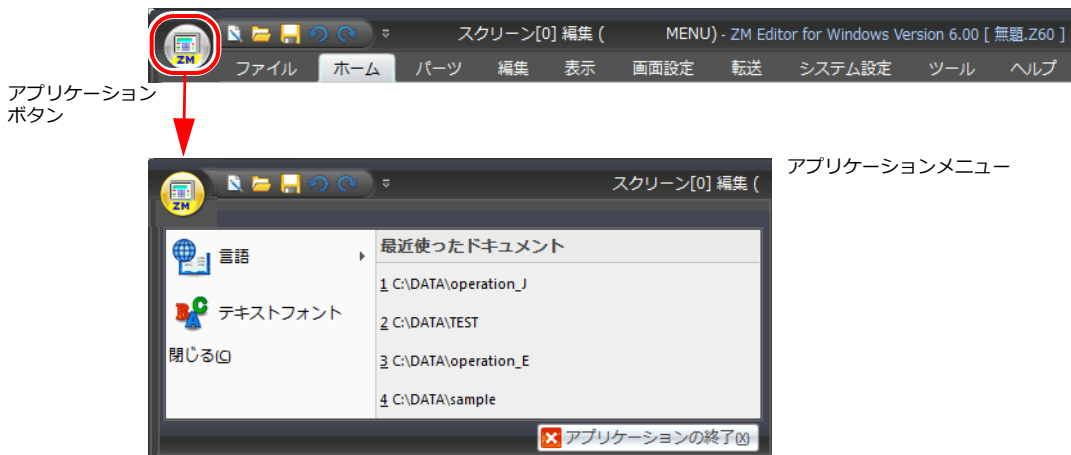 スクリーン[0] 編集 ( MENU) - ZM Editor for Windows Version 6.00 [ 無題.Z60 ]
ZM
ファイル ホーム パーツ 編集 表示 画面設定 転送 システム設定 ツール ヘルプ
アプリケーション
ボタン
アプリケーションメニュー
スクリーン[0] 編集 (
ZM
言語
テキストフォント
閉じる(C)
最近使ったドキュメント
1 C:\DATA\operation_J
2 C:\DATA\TEST
3 C:\DATA\operation_E
4 C:\DATA\sample
アプリケーションの終了(X)